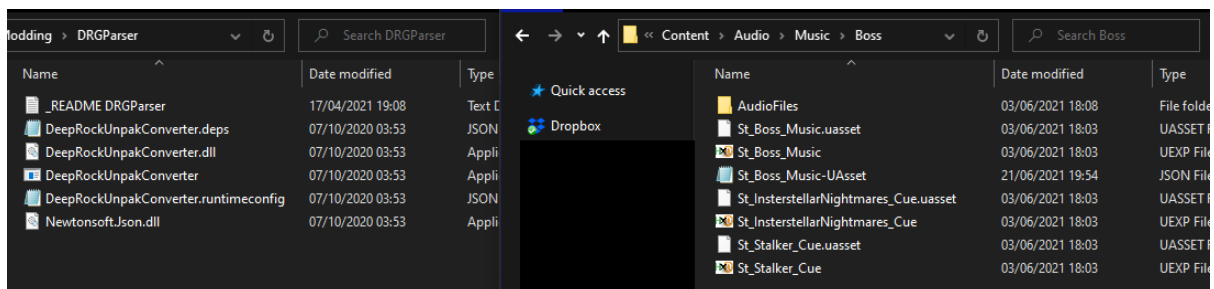 lodding > DRGParser
Search DRGParser
Name Date modified Type
_README DRGParser 17/04/2021 19:08 Text D
DeepRockUnpakConverter.deps 07/10/2020 03:53 JSON
DeepRockUnpakConverter.dll 07/10/2020 03:53 Appli
DeepRockUnpakConverter 07/10/2020 03:53 Appli
DeepRockUnpakConverter.runtimeconfig 07/10/2020 03:53 JSON
Newtonsoft.Json.dll 07/10/2020 03:53 Appli
« Content > Audio > Music > Boss
Search Boss
Quick access
Dropbox
Name Date modified Type
AudioFiles 03/06/2021 18:08 File folde
St_Boss_Music.uasset 03/06/2021 18:03 UASSET F
St_Boss_Music 03/06/2021 18:03 UEXP File
St_Boss_Music-UAsset 21/06/2021 19:54 JSON File
St_InsterstellarNightmares_Cue.uasset 03/06/2021 18:03 UASSET F
St_InsterstellarNightmares_Cue 03/06/2021 18:03 UEXP File
St_Stalker_Cue.uasset 03/06/2021 18:03 UASSET F
St_Stalker_Cue 03/06/2021 18:03 UEXP File